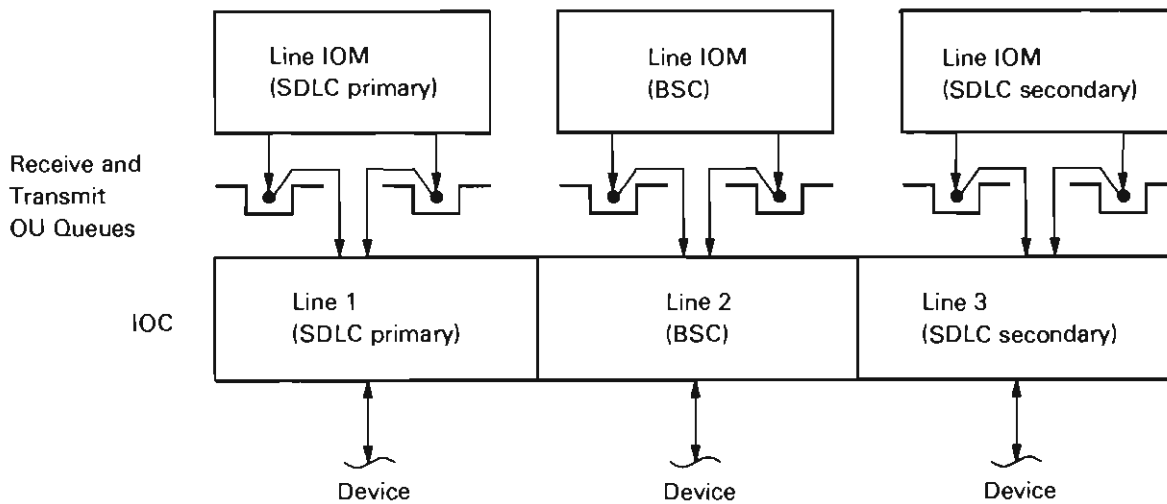 Line IOM
(SDLC primary)
Line IOM
(BSC)
Line IOM
(SDLC secondary)
Receive and
Transmit
OU Queues
IOC
Line 1
(SDLC primary)
Line 2
(BSC)
Line 3
(SDLC secondary)
Device
Device
Device